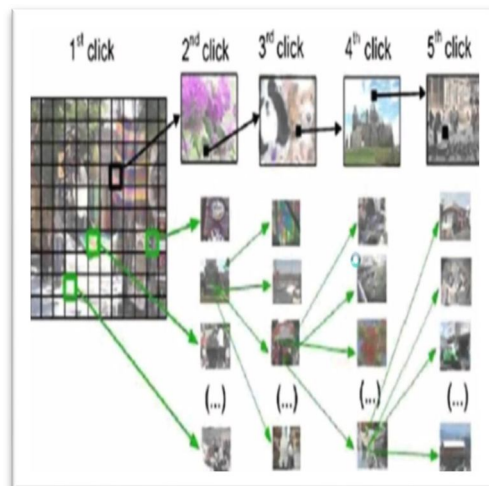 1st click
2nd click
3rd click
4th click
5th click
(...)
(...)
(...)
(...)